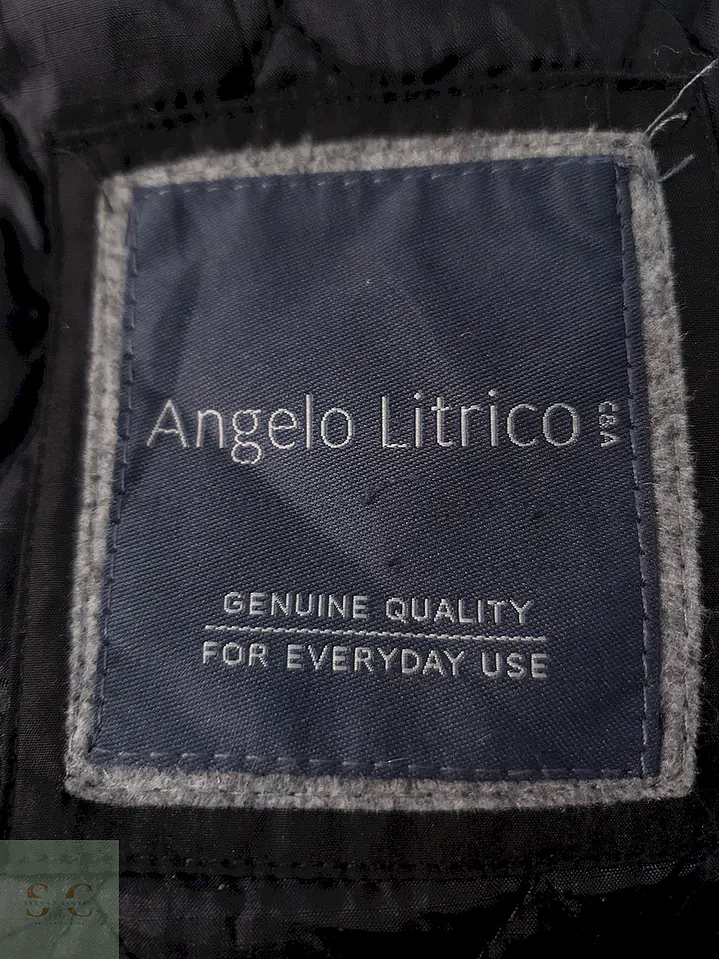 Angelo Litrico C&A
GENUINE QUALITY
FOR EVERYDAY USE
S C